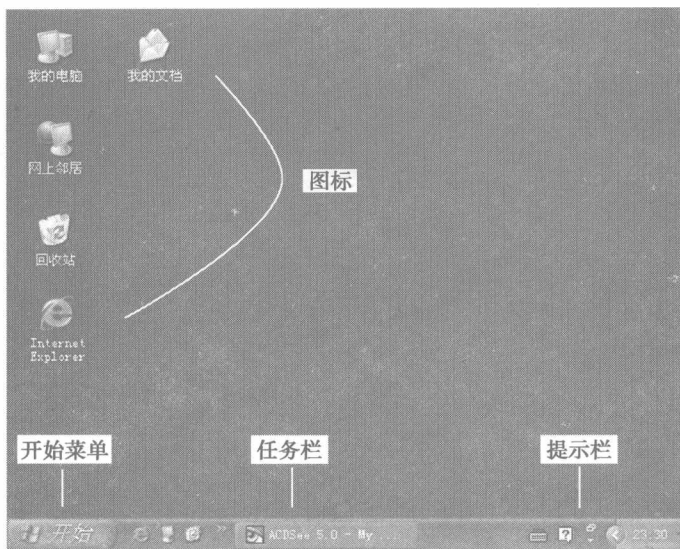 我的电脑
我的文档
网上邻居
图标
回收站
Internet
Explorer
开始菜单
任务栏
提示栏
开始
ACDSee 5.0 - My ...
23:30